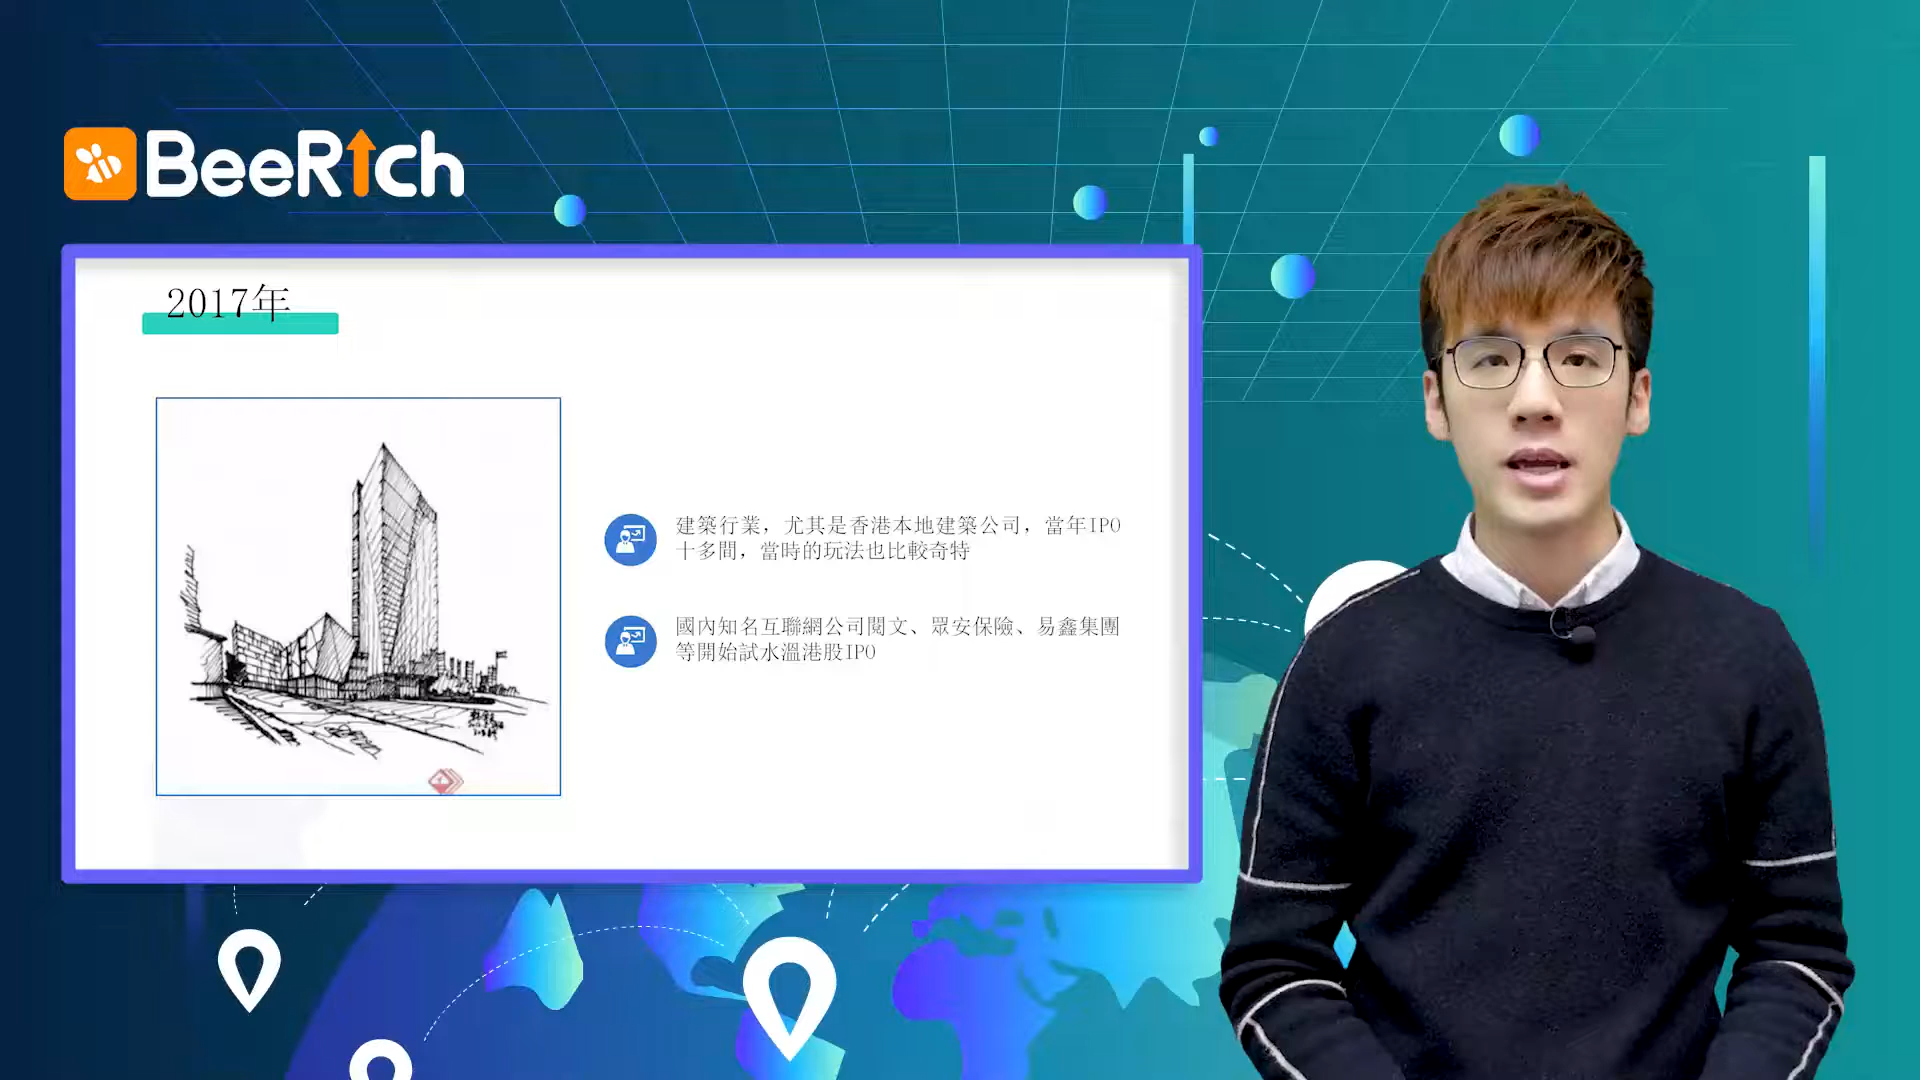 BeeRich
2017年
建築行業，尤其是香港本地建築公司，當年IPO
十多間，當時的玩法也比較奇特
國內知名互聯網公司閱文、眾安保險、易鑫集團
等開始試水溫港股IPO